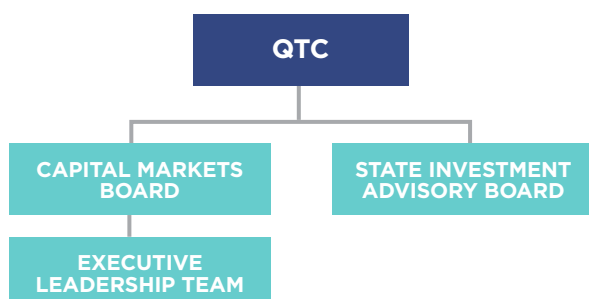 QTC
CAPITAL MARKETS
BOARD
STATE INVESTMENT
ADVISORY BOARD
EXECUTIVE
LEADERSHIP TEAM